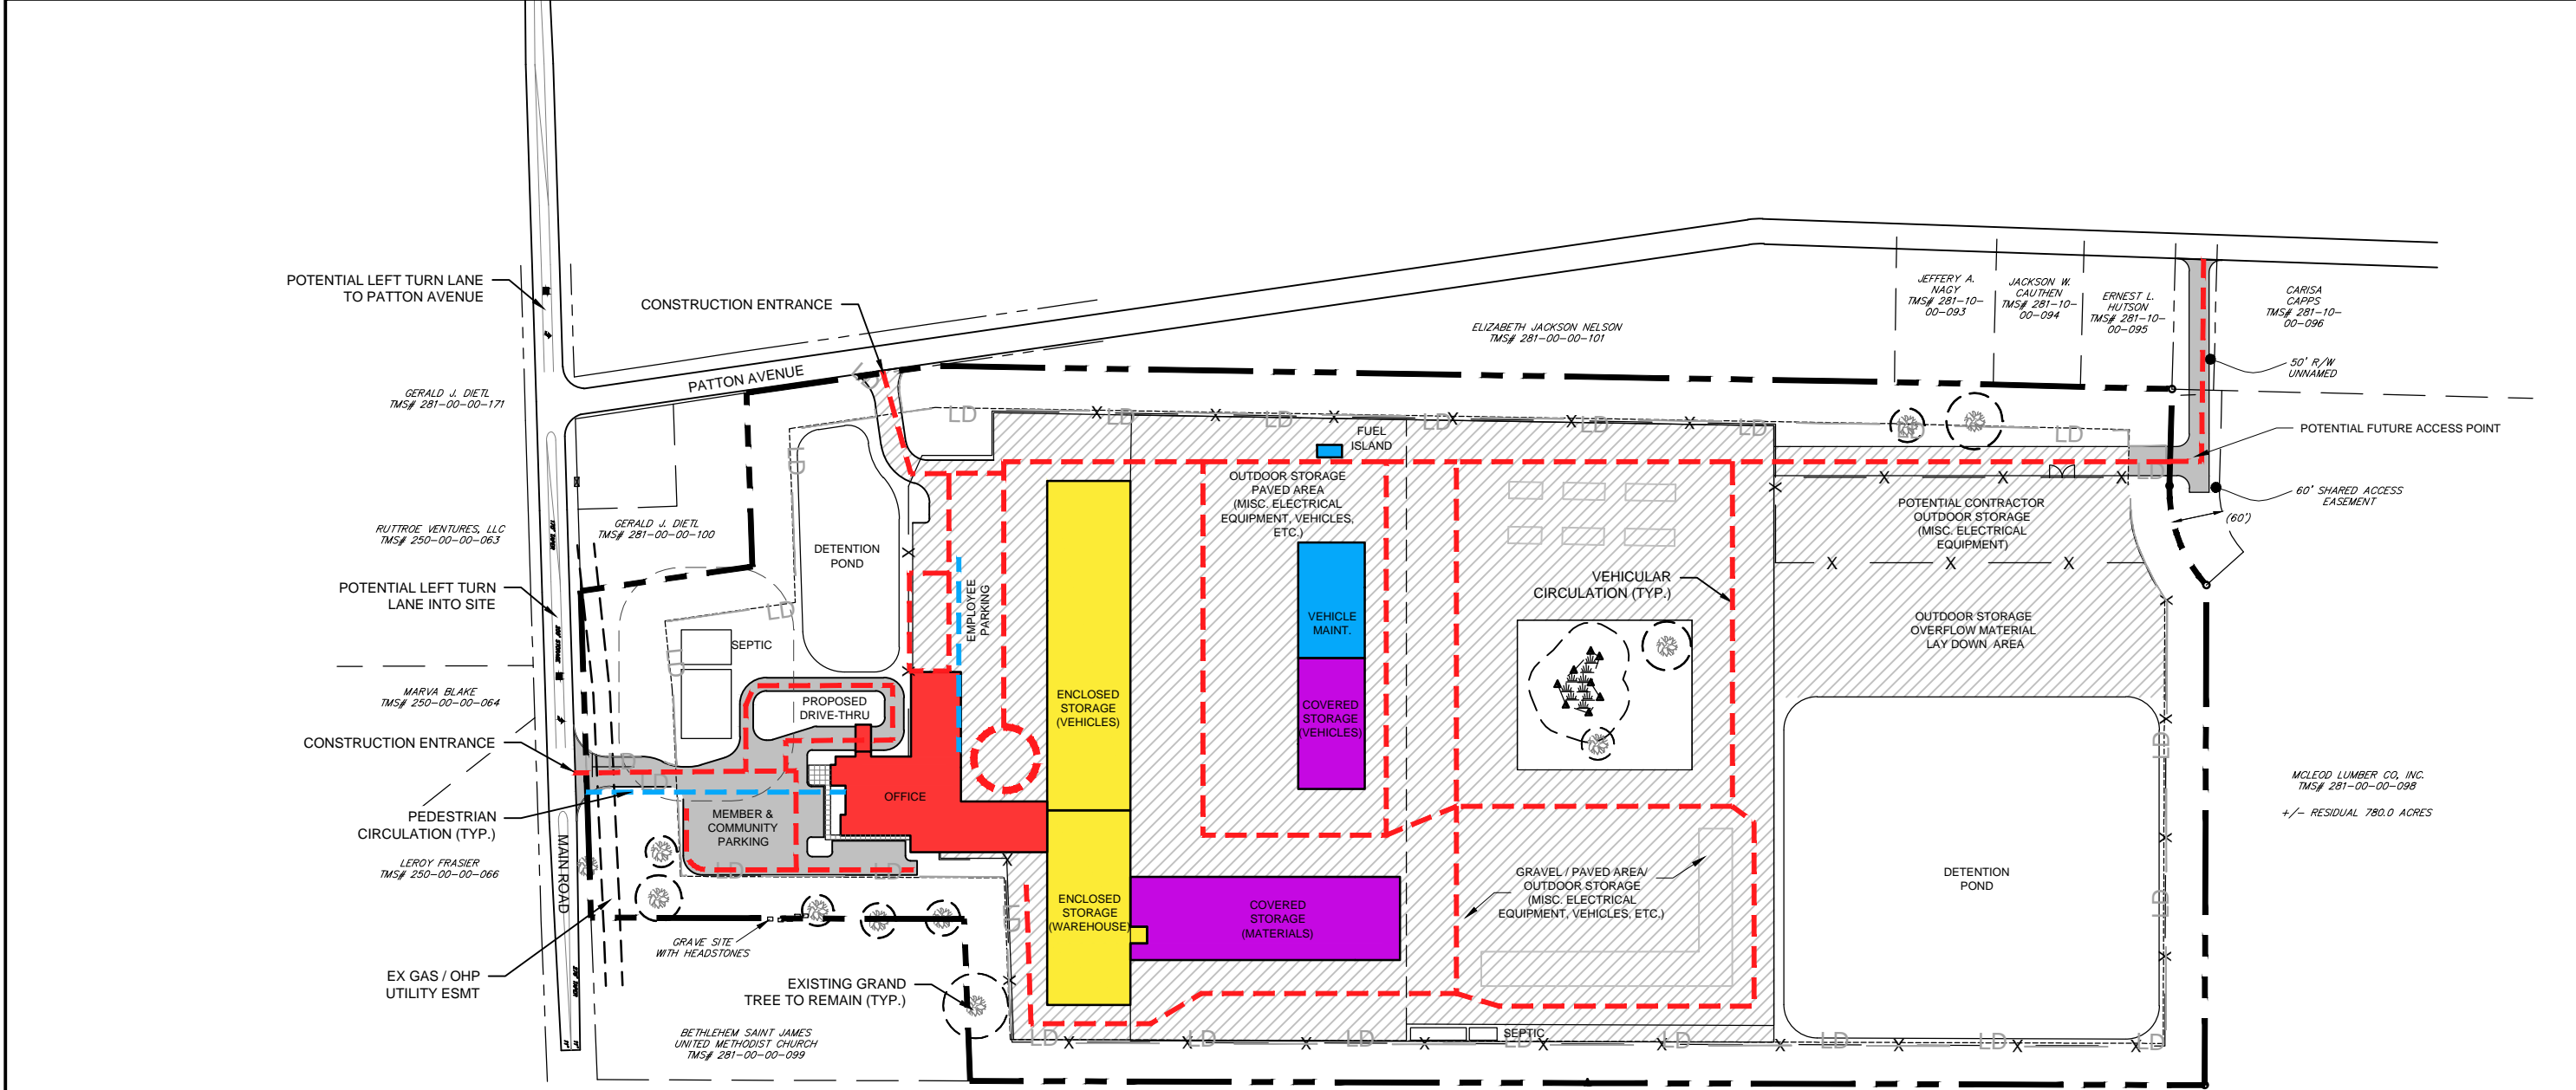 POTENTIAL LEFT TURN LANE
TO PATTON AVENUE
CONSTRUCTION ENTRANCE
PATTON AVENUE
GERALD J. DIETL
TMS# 281-00-00-171
ELIZABETH JACKSON NELSON
TMS# 281-00-00-101
JEFFERY A.
NAGY
TMS# 281-10-
00-093
JACKSON W.
CAUTHEN
TMS# 281-10-
00-094
ERNEST L.
HUTSON
TMS# 281-10-
00-095
CARISA
CAPPS
TMS# 281-10-
00-096
50' R/W
UNNAMED
POTENTIAL FUTURE ACCESS POINT
60' SHARED ACCESS
EASEMENT
(60')
RUTTROE VENTURES, LLC
TMS# 250-00-00-063
GERALD J. DIETL
TMS# 281-00-00-100
POTENTIAL LEFT TURN
LANE INTO SITE
DETENTION
POND
SEPTIC
EMPLOYEE
PARKING
FUEL
ISLAND
OUTDOOR STORAGE
PAVED AREA
(MISC. ELECTRICAL
EQUIPMENT, VEHICLES,
ETC.)
VEHICLE
MAINT.
COVERED
STORAGE
(VEHICLES)
ENCLOSED
STORAGE
(VEHICLES)
VEHICULAR
CIRCULATION (TYP.)
POTENTIAL CONTRACTOR
OUTDOOR STORAGE
(MISC. ELECTRICAL
EQUIPMENT)
OUTDOOR STORAGE
OVERFLOW MATERIAL
LAY DOWN AREA
MARVA BLAKE
TMS# 250-00-00-064
CONSTRUCTION ENTRANCE
PROPOSED
DRIVE-THRU
OFFICE
PEDESTRIAN
CIRCULATION (TYP.)
MEMBER &
COMMUNITY
PARKING
MAIN ROAD
LEROY FRASIER
TMS# 250-00-00-066
MCLEOD LUMBER CO, INC.
TMS# 281-00-00-098
+/- RESIDUAL 780.0 ACRES
ENCLOSED
STORAGE
(WAREHOUSE)
COVERED
STORAGE
(MATERIALS)
GRAVEL / PAVED AREA/
OUTDOOR STORAGE
(MISC. ELECTRICAL
EQUIPMENT, VEHICLES, ETC.)
DETENTION
POND
GRAVE SITE
WITH HEADSTONES
EX GAS / OHP
UTILITY ESMT
EXISTING GRAND
TREE TO REMAIN (TYP.)
BETHLEHEM SAINT JAMES
UNITED METHODIST CHURCH
TMS# 281-00-00-099
SEPTIC